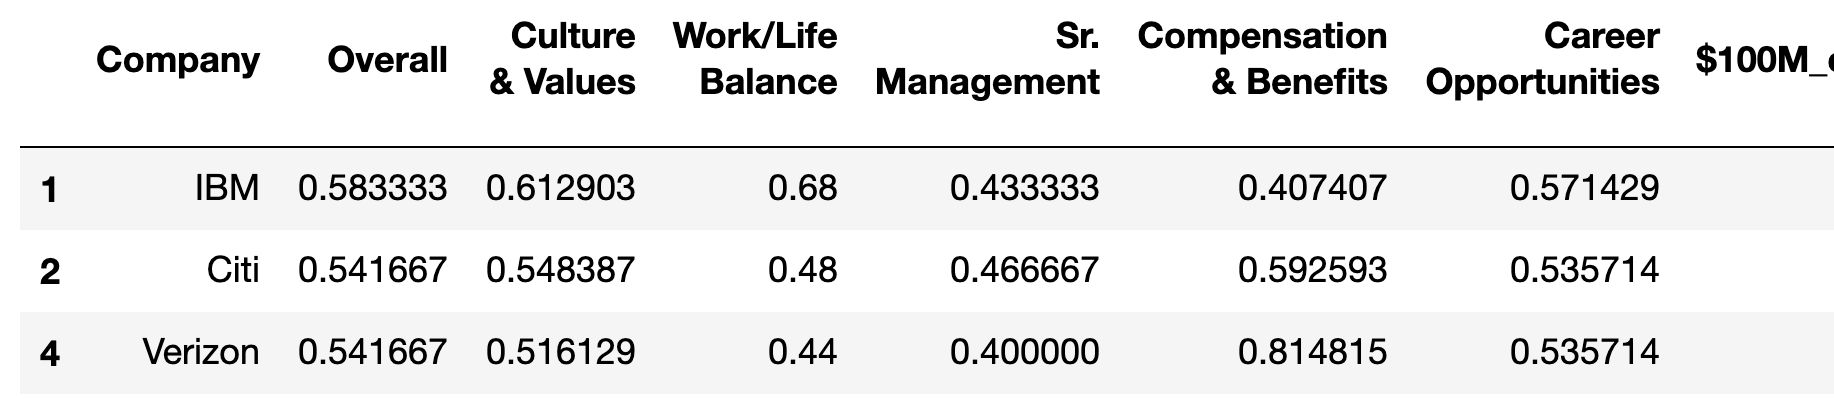 Company Overall Culture & Values Work/Life Balance Sr. Management Compensation & Benefits Career Opportunities $100M_
1 IBM 0.583333 0.612903 0.68 0.433333 0.407407 0.571429
2 Citi 0.541667 0.548387 0.48 0.466667 0.592593 0.535714
4 Verizon 0.541667 0.516129 0.44 0.400000 0.814815 0.535714